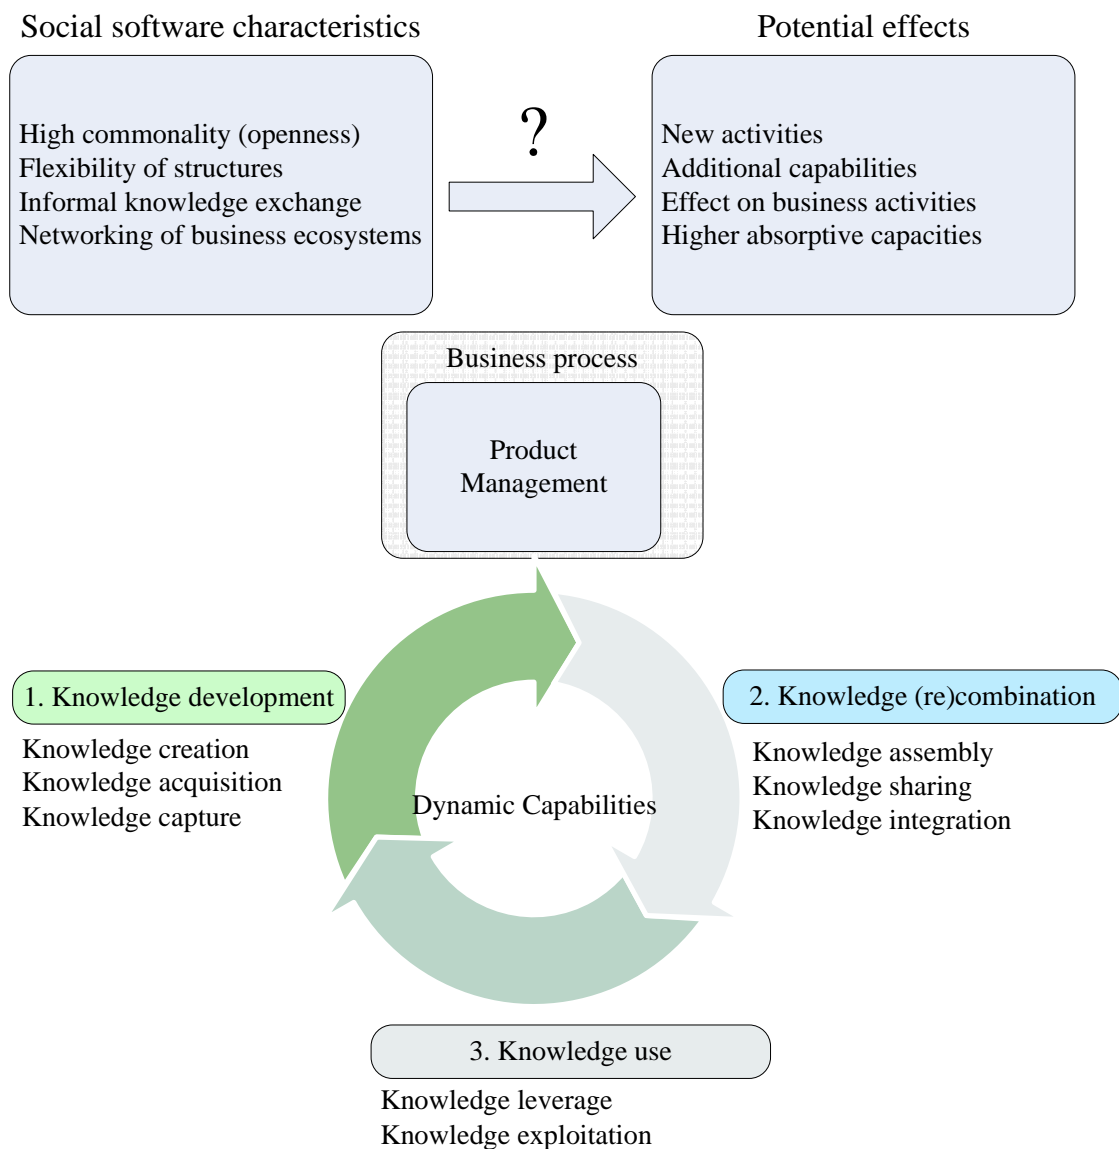 Social software characteristics
Potential effects
High commonality (openness)
Flexibility of structures
Informal knowledge exchange
Networking of business ecosystems
?
New activities
Additional capabilities
Effect on business activities
Higher absorptive capacities
Business process
Product
Management
1. Knowledge development
Knowledge creation
Knowledge acquisition
Knowledge capture
Dynamic Capabilities
2. Knowledge (re)combination
Knowledge assembly
Knowledge sharing
Knowledge integration
3. Knowledge use
Knowledge leverage
Knowledge exploitation